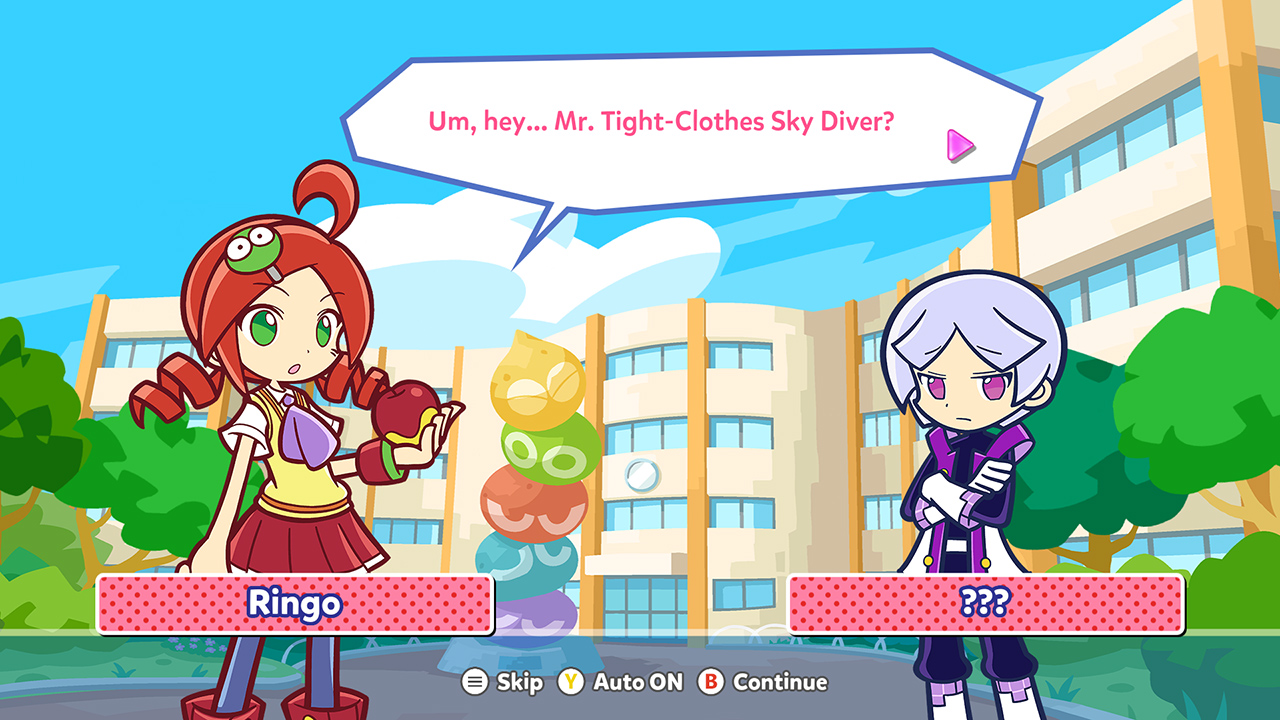 Um, hey... Mr. Tight-Clothes Sky Diver?
Ringo
???
Skip Y Auto ON B Continue